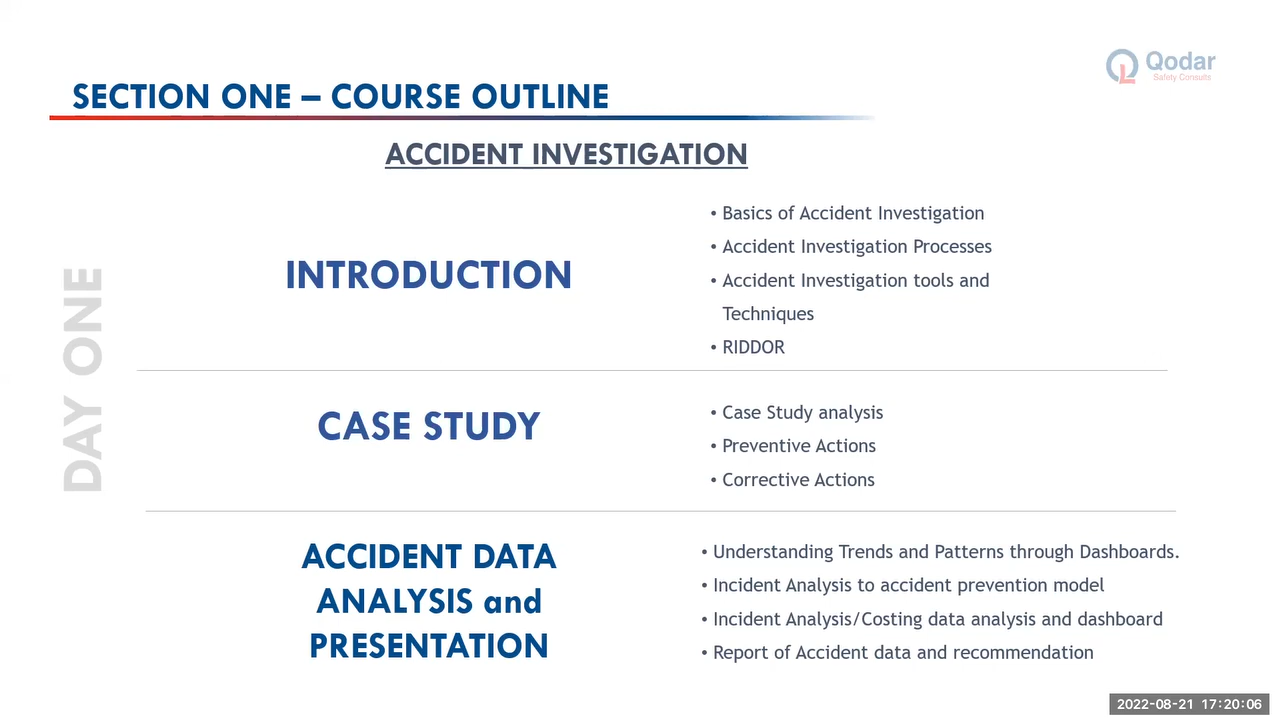 Qodar
Safety Consults
SECTION ONE – COURSE OUTLINE
ACCIDENT INVESTIGATION
DAY ONE
INTRODUCTION
• Basics of Accident Investigation
• Accident Investigation Processes
• Accident Investigation tools and
Techniques
• RIDDOR
CASE STUDY
• Case Study analysis
• Preventive Actions
• Corrective Actions
ACCIDENT DATA
ANALYSIS and
PRESENTATION
• Understanding Trends and Patterns through Dashboards.
• Incident Analysis to accident prevention model
• Incident Analysis/Costing data analysis and dashboard
• Report of Accident data and recommendation
2022-08-21 17:20:06